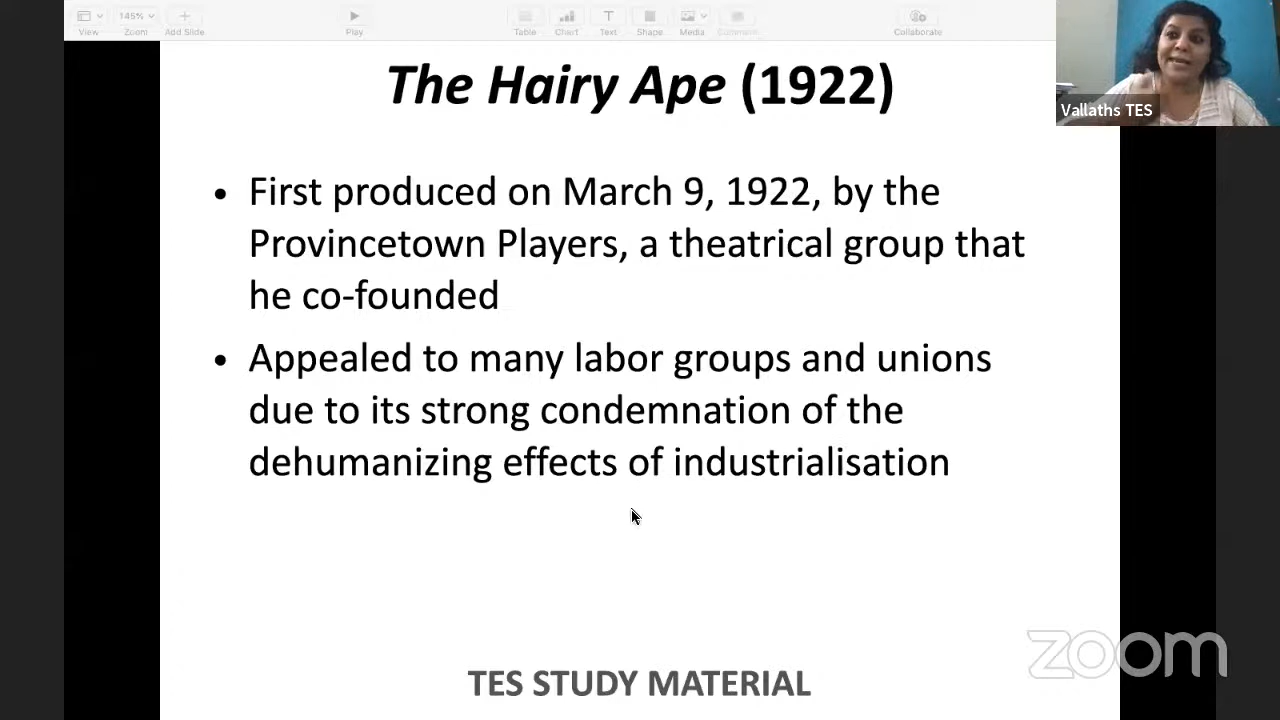 145%
View
Zoom
Add Slide
Play
Table
Chart
Text
Shape
Media
Comment
Collaborate
Vallaths TES
The Hairy Ape (1922)
• First produced on March 9, 1922, by the
Provincetown Players, a theatrical group that
he co-founded
• Appealed to many labor groups and unions
due to its strong condemnation of the
dehumanizing effects of industrialisation
zoom
TES STUDY MATERIAL